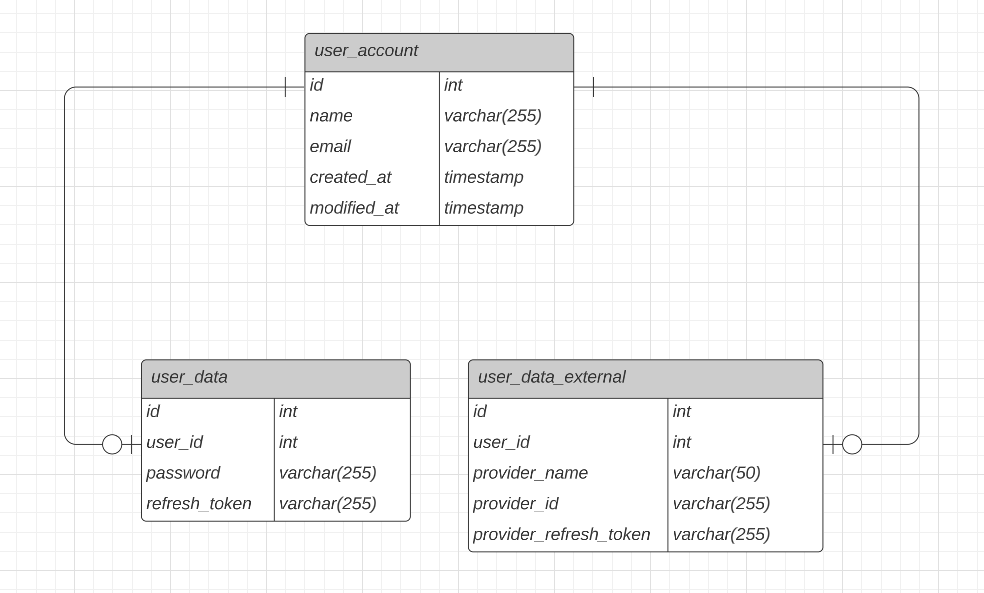 user_account
id int
name varchar(255)
email varchar(255)
created_at timestamp
modified_at timestamp
user_data
id int
user_id int
password varchar(255)
refresh_token varchar(255)
user_data_external
id int
user_id int
provider_name varchar(50)
provider_id varchar(255)
provider_refresh_token varchar(255)